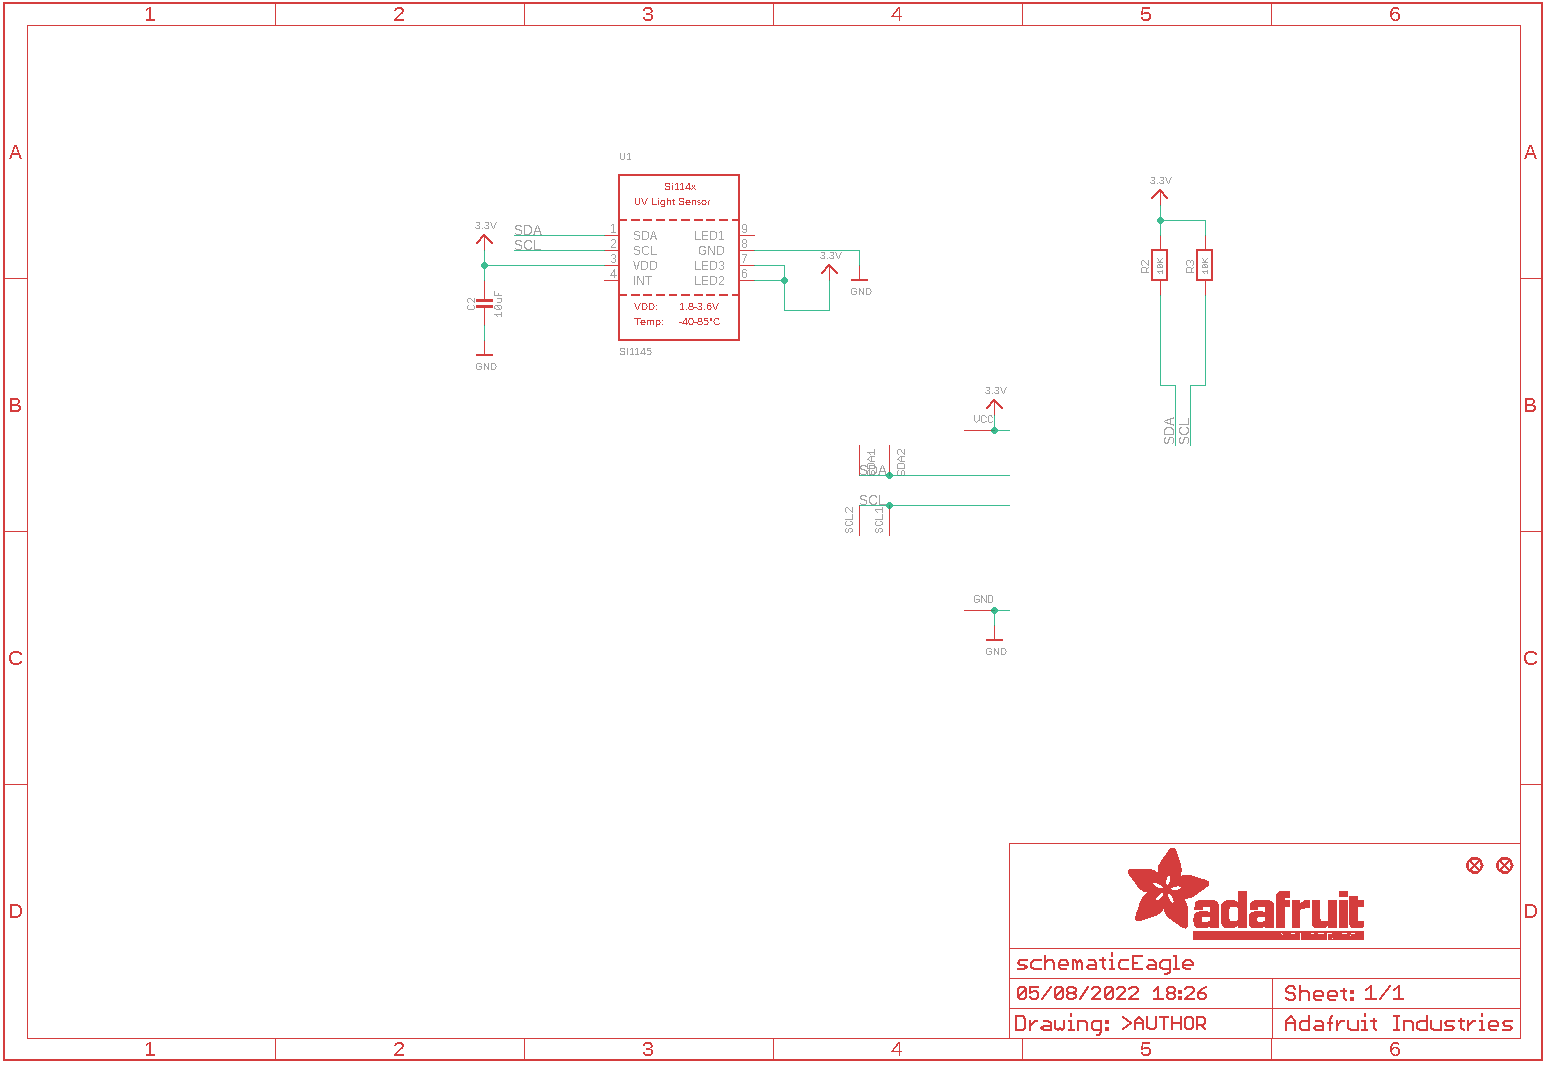 1 2 3 4 5 6
A A
U1
Si114x
UV Light Sensor
3.3V
3.3V
SDA
SCL
1 SDA LED1 9
2 SCL GND 8
3 VDD LED3 7
4 INT LED2 6
3.3V
GND
R2 10K
R3 10K
C2 10uF
VDD: 1.8-3.6V
Temp: -40-85°C
SI1145
GND
3.3V
VCC
B B
SDA
SCL
SDA1
SDA2
SDA
SCL
SCL2
SCL1
GND
GND
C C
adafruit
D D
schematicEagle
05/08/2022 18:26 Sheet: 1/1
Drawing: >AUTHOR Adafruit Industries
1 2 3 4 5 6